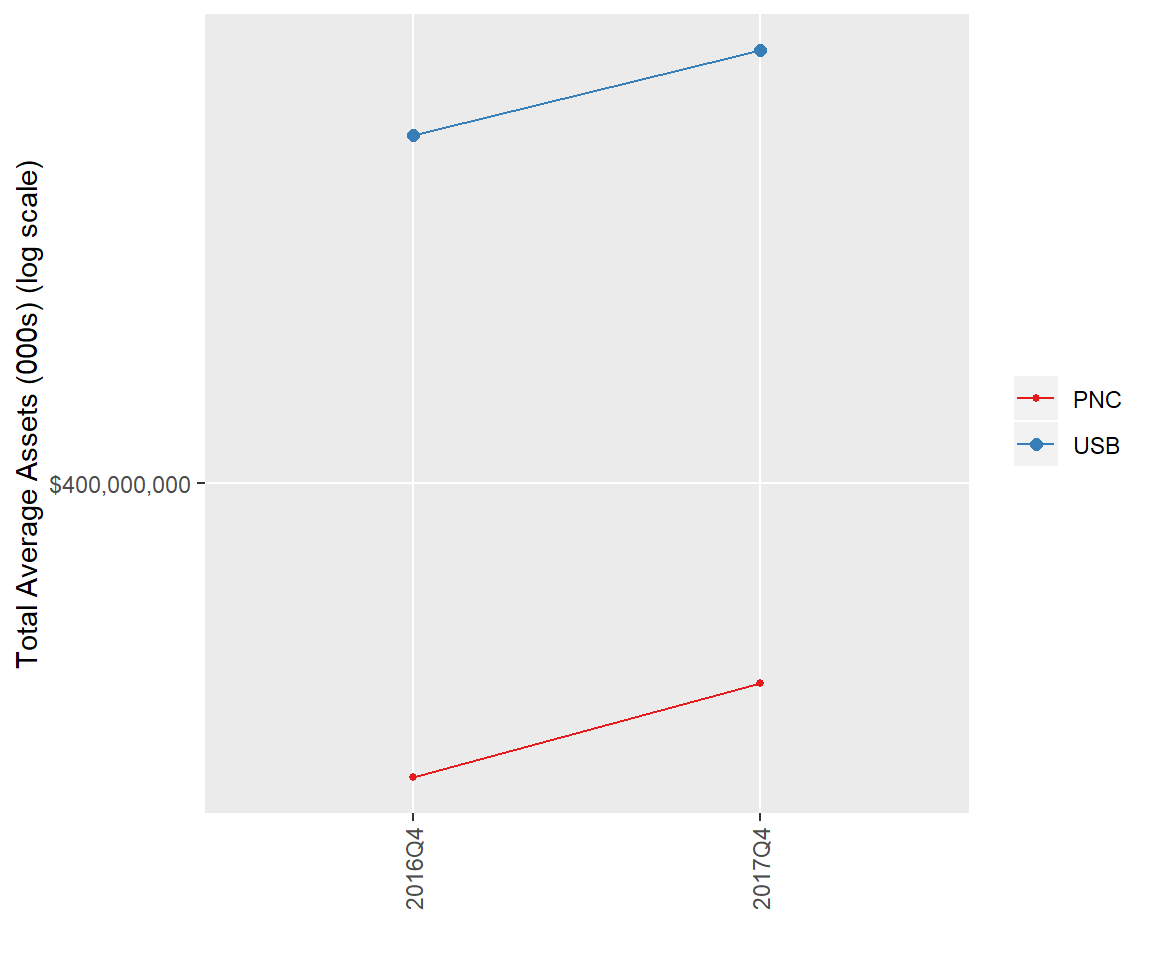 Total Average Assets (000s) (log scale)
$400,000,000
2016Q4
2017Q4
PNC
USB